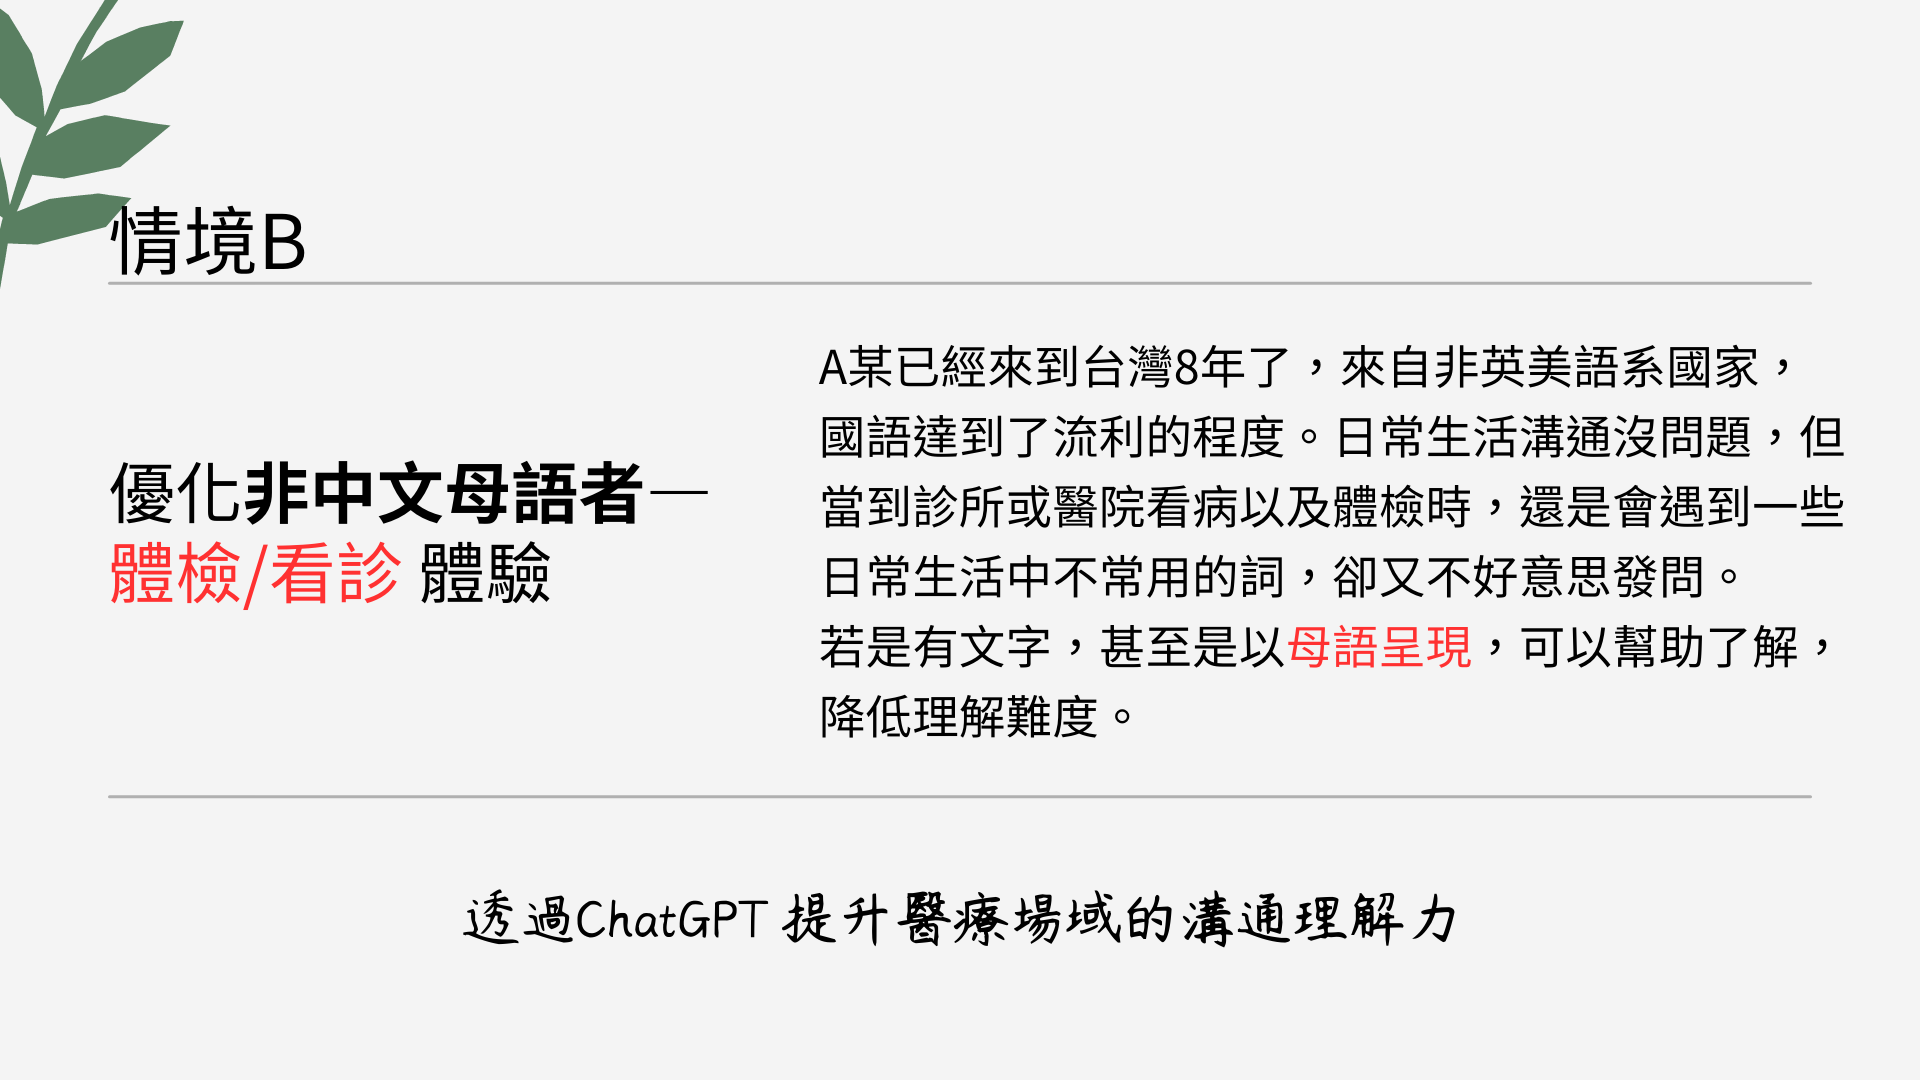 情境B
優化非中文母語者—
體檢/看診 體驗
A某已經來到台灣8年了，來自非英美語系國家，
國語達到了流利的程度。日常生活溝通沒問題，但
當到診所或醫院看病以及體檢時，還是會遇到一些
日常生活中不常用的詞，卻又不好意思發問。
若是有文字，甚至是以母語呈現，可以幫助了解，
降低理解難度。
透過ChatGPT 提升醫療場域的溝通理解力